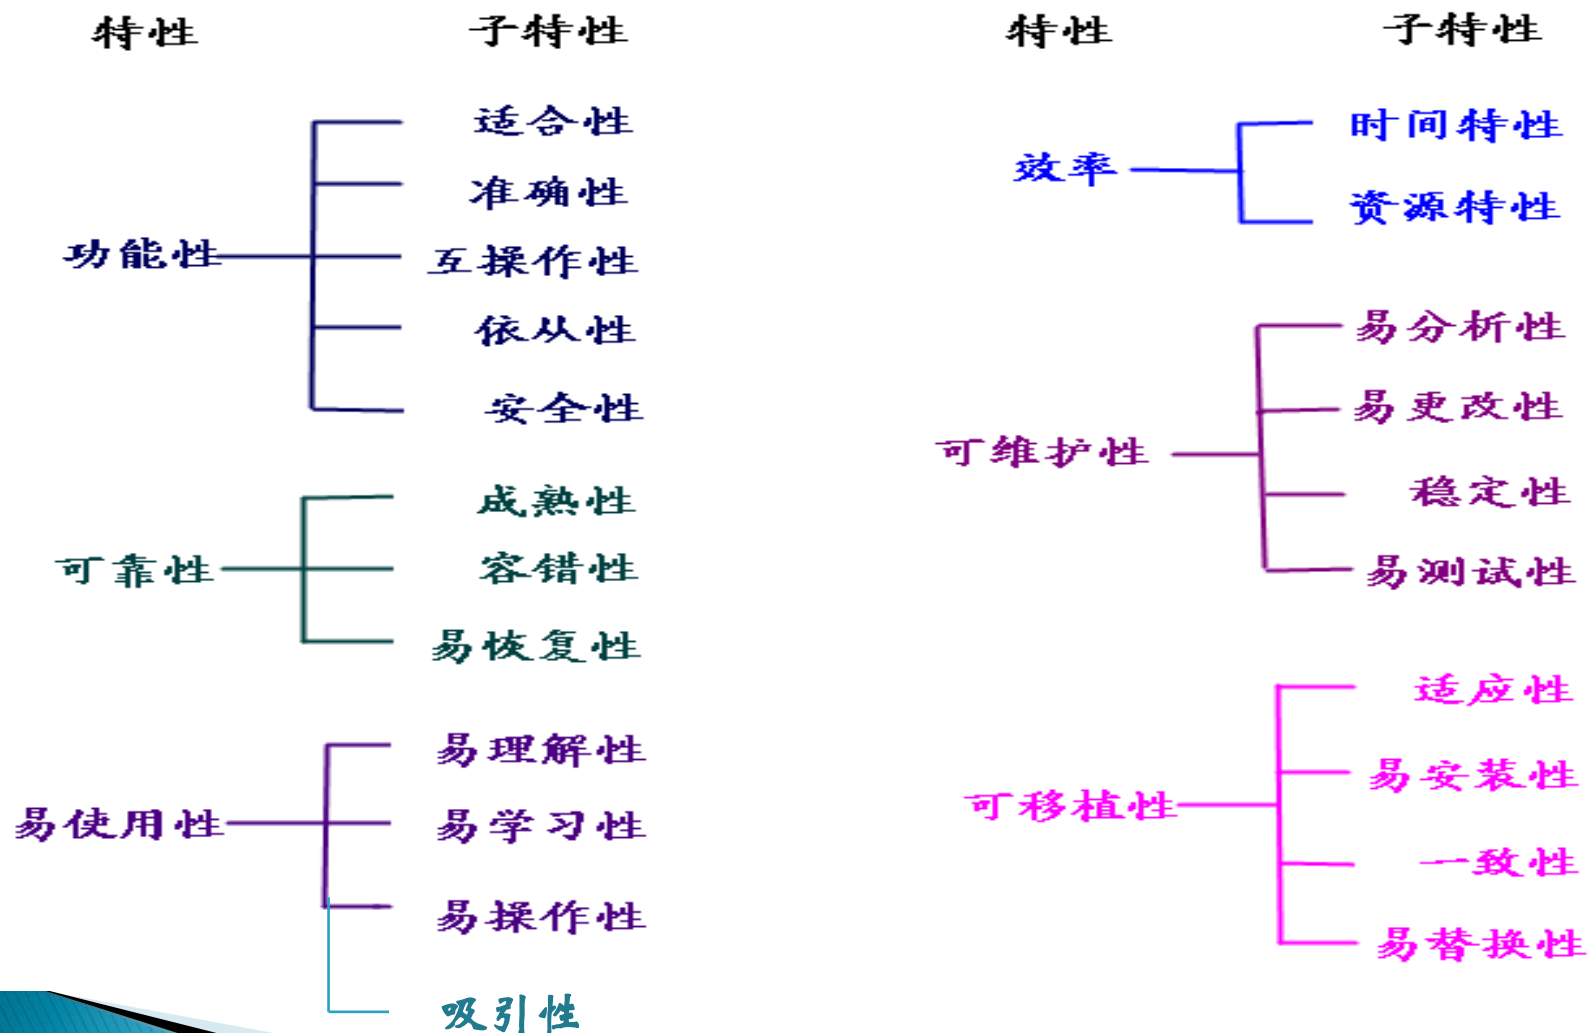 特性 子特性
功能性
适合性
准确性
互操作性
依从性
安全性
可靠性
成熟性
容错性
易恢复性
易使用性
易理解性
易学习性
易操作性
吸引性
特性 子特性
效率
时间特性
资源特性
可维护性
易分析性
易更改性
稳定性
易测试性
可移植性
适应性
易安装性
一致性
易替换性